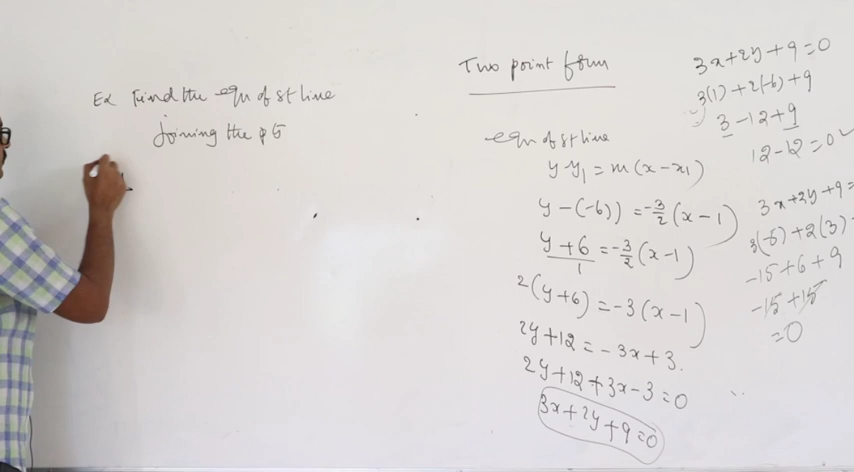 Ex Find the eqn of st line
joining the pts
Two point form
eqn of st line
y-y₁ = m(x-x₁)
y-(-6)) = -3/2 (x-1)
y+6/1 = -3/2 (x-1)
2(y+6) = -3(x-1)
2y+12 = -3x+3.
2y+12+3x-3=0
3x+2y+9=0
3x+2y+9=0
3(1)+2(-6)+9
3-12+9
12-12=0
3x+2y+9=
3(-5)+2(3)+
-15+6+9
-15+15
=0